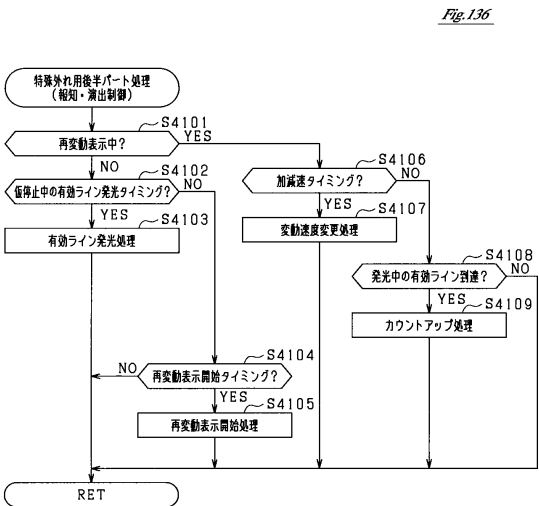 Fig.136
特殊外れ用後半パート処理
(報知・演出制御)
S4101
再変動表示中?
YES
NO
S4102
仮停止中の有効ライン発光タイミング?
NO
YES
S4103
有効ライン発光処理
S4106
加減速タイミング?
NO
YES
S4107
変動速度変更処理
S4108
発光中の有効ライン到達?
NO
YES
S4109
カウントアップ処理
S4104
NO
再変動表示開始タイミング?
YES
S4105
再変動表示開始処理
RET